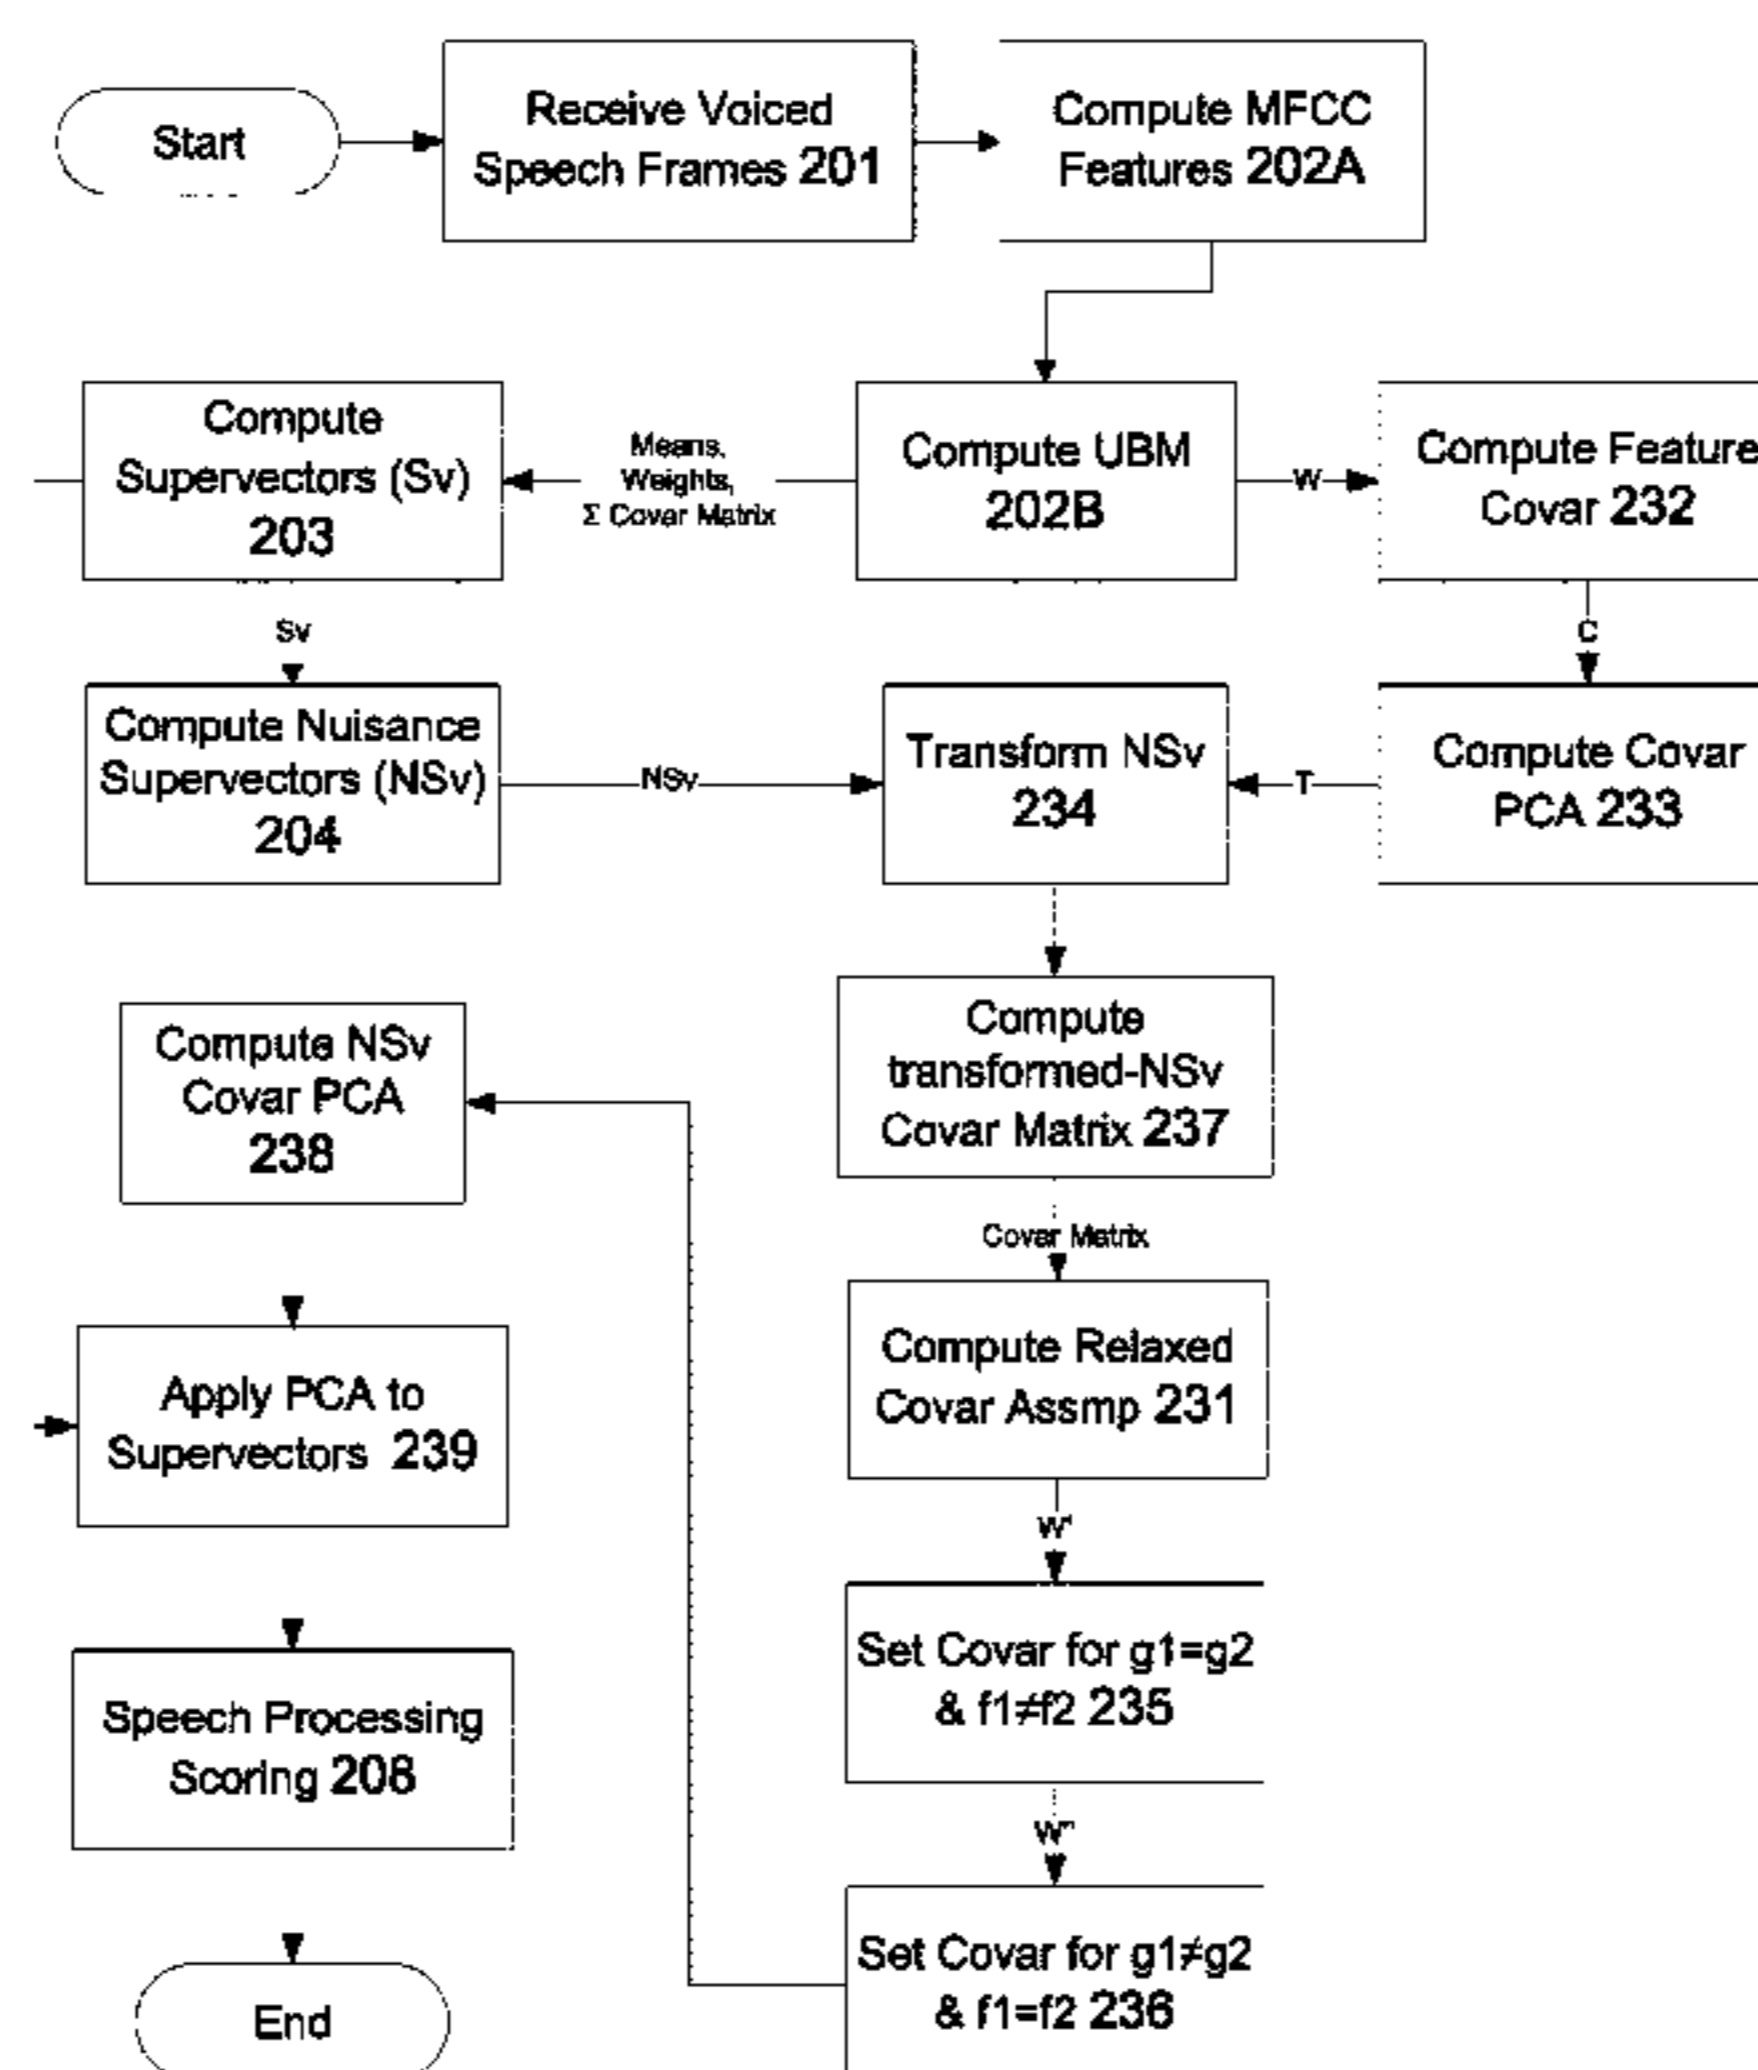 Start
Receive Voiced
Speech Frames 201
Compute MFCC
Features 202A
Compute
Supervectors (Sv)
203
Means,
Weights,
Σ Covar Matrix
Compute UBM
202B
W
Compute Feature
Covar 232
Sv
C
Compute Nuisance
Supervectors (NSv)
204
NSv
Transform NSv
234
T
Compute Covar
PCA 233
Compute NSv
Covar PCA
238
Compute
transformed-NSv
Covar Matrix 237
Covar Matrix
Apply PCA to
Supervectors 239
Compute Relaxed
Covar Assmp 231
W'
Speech Processing
Scoring 208
Set Covar for g1=g2
& f1≠f2 235
W"
Set Covar for g1≠g2
& f1=f2 236
End